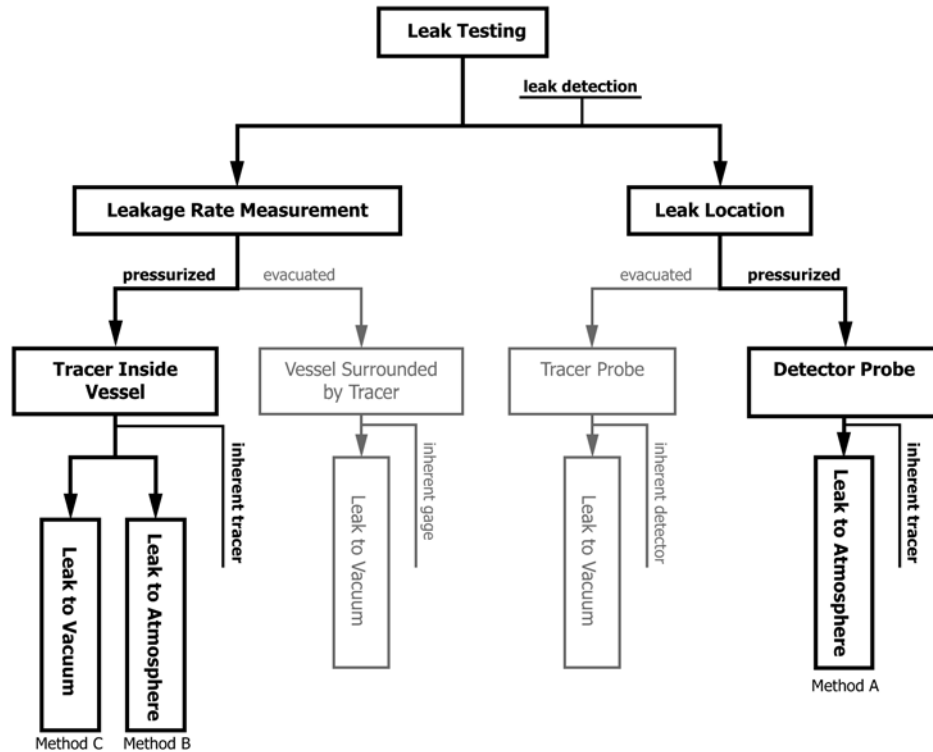 Leak Testing
leak detection
Leakage Rate Measurement
Leak Location
pressurized
evacuated
evacuated
pressurized
Tracer Inside
Vessel
Vessel Surrounded
by Tracer
Tracer Probe
Detector Probe
inherent tracer
inherent gage
inherent detector
inherent tracer
Leak to Vacuum
Leak to Atmosphere
Leak to Vacuum
Leak to Vacuum
Leak to Atmosphere
Method A
Method C
Method B